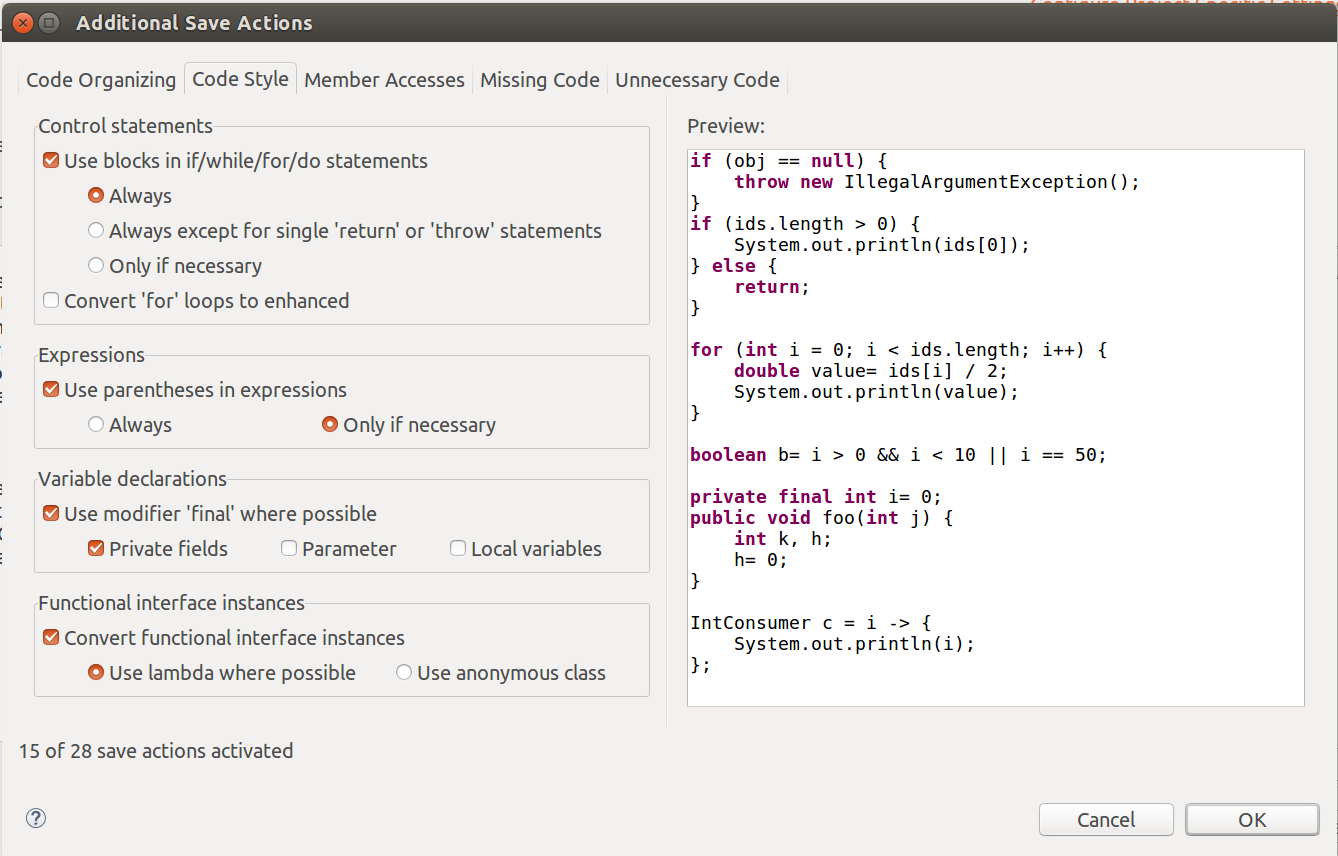 Additional Save Actions
Code Organizing Code Style Member Accesses Missing Code Unnecessary Code
Control statements
Use blocks in if/while/for/do statements
Always
Always except for single 'return' or 'throw' statements
Only if necessary
Convert 'for' loops to enhanced
Expressions
Use parentheses in expressions
Always Only if necessary
Variable declarations
Use modifier 'final' where possible
Private fields Parameter Local variables
Functional interface instances
Convert functional interface instances
Use lambda where possible Use anonymous class
Preview:
if (obj == null) {
    throw new IllegalArgumentException();
}
if (ids.length > 0) {
    System.out.println(ids[0]);
} else {
    return;
}

for (int i = 0; i < ids.length; i++) {
    double value= ids[i] / 2;
    System.out.println(value);
}

boolean b= i > 0 && i < 10 || i == 50;

private final int i= 0;
public void foo(int j) {
    int k, h;
    h= 0;
}

IntConsumer c = i -> {
    System.out.println(i);
};
15 of 28 save actions activated
?
Cancel OK